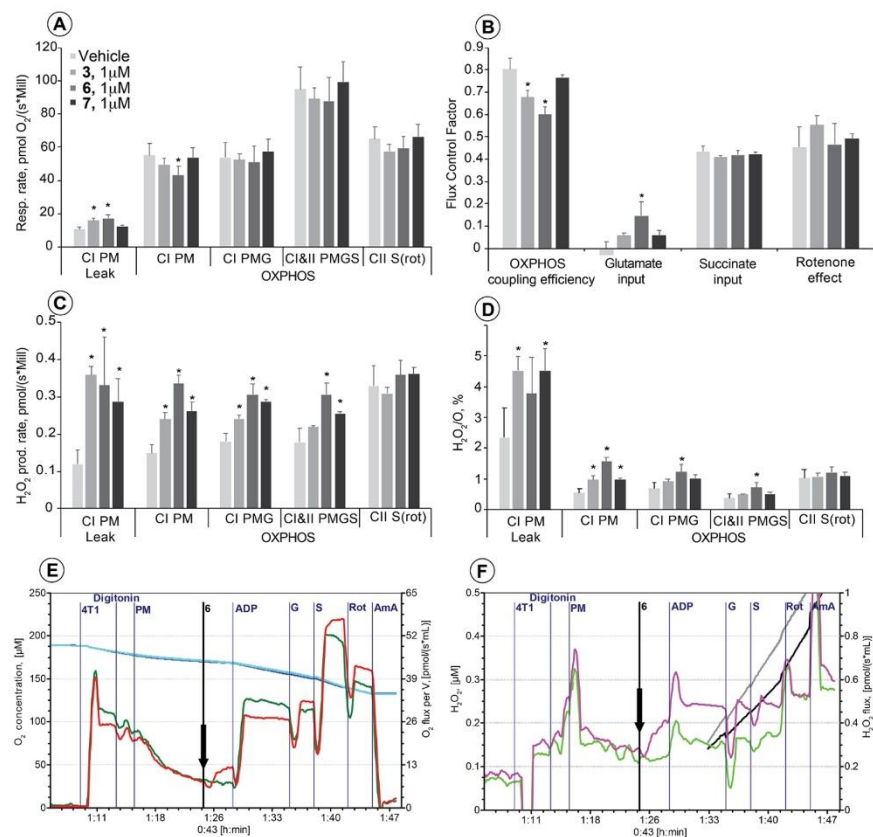 A
Resp. rate, pmol O₂/(s*Mill)
120
100
80
60
40
20
0
Vehicle
3, 1µM
6, 1µM
7, 1µM
* * *
CI PM CI PM CI PMG CI&II PMGS CII S(rot)
Leak OXPHOS
B
Flux Control Factor
0.9
0.8
0.7
0.6
0.5
0.4
0.3
0.2
0.1
0
* * *
OXPHOS Glutamate Succinate Rotenone
coupling efficiency input input effect
C
H₂O₂ prod. rate, pmol/(s*Mill)
0.5
0.4
0.3
0.2
0.1
0
* * * * * * * * * * *
CI PM CI PM CI PMG CI&II PMGS CII S(rot)
Leak OXPHOS
D
H₂O₂/O, %
6
5
4
3
2
1
0
* * * * * * *
CI PM CI PM CI PMG CI&II PMGS CII S(rot)
Leak OXPHOS
E
O₂ concentration, [µM]
250
200
150
100
50
0
Digitonin
4T1 PM 6 ADP G S Rot AmA
65
52
39
26
13
0
O₂ flux per V, [pmol/(s*mL)]
1:11 1:18 1:26 1:33 1:40 1:47
0:43 [h:min]
F
H₂O₂, [µM]
0.5
0.4
0.3
0.2
0.1
0
Digitonin
4T1 PM 6 ADP G S Rot AmA
1
0.8
0.6
0.4
0.2
0
H₂O₂ flux, [pmol/(s*mL)]
1:11 1:18 1:26 1:33 1:40 1:47
0:43 [h:min]